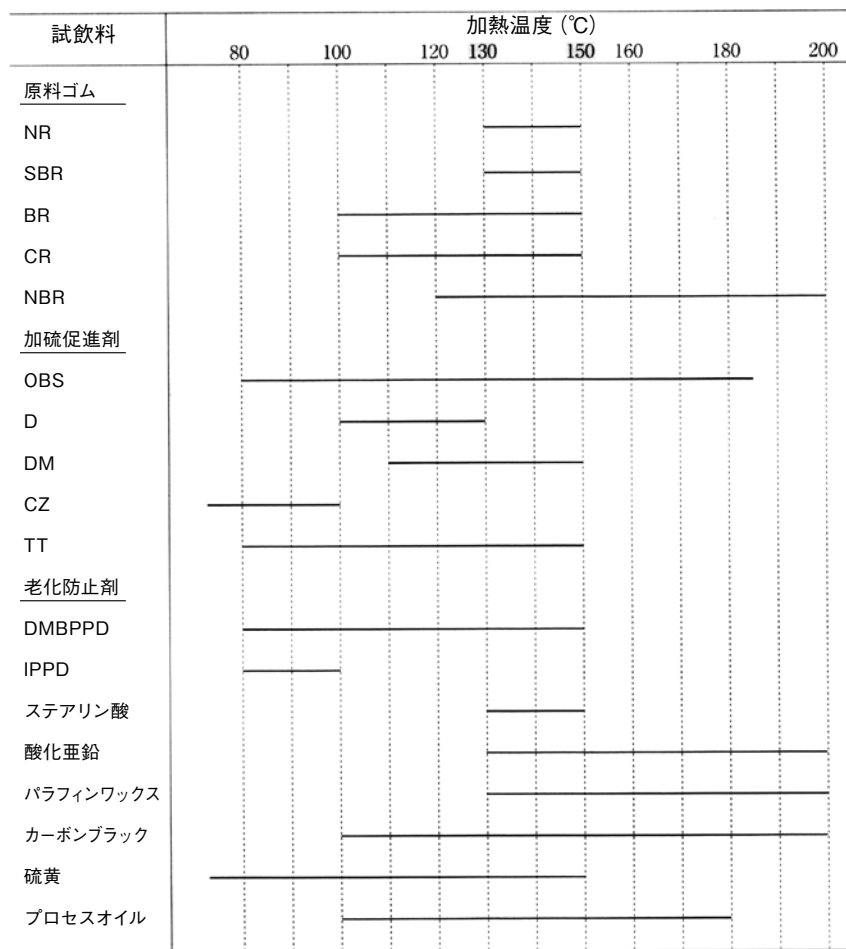 試飲料
加熱温度 (℃)
80 100 120 130 150 160 180 200
原料ゴム
NR
SBR
BR
CR
NBR
加硫促進剤
OBS
D
DM
CZ
TT
老化防止剤
DMBPPD
IPPD
ステアリン酸
酸化亜鉛
パラフィンワックス
カーボンブラック
硫黄
プロセスオイル